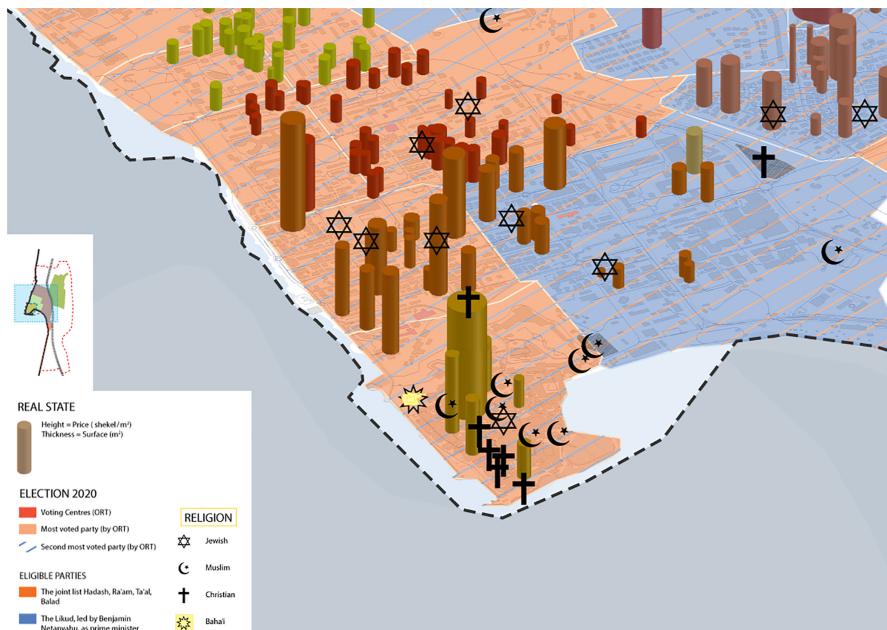 REAL STATE
Height = Price ( shekel/m²)
Thickness = Surface (m²)
ELECTION 2020
Voting Centres (ORT)
Most voted party (by ORT)
Second most voted party (by ORT)
ELIGIBLE PARTIES
The joint list Hadash, Ra'am, Ta'al,
Balad
The Likud, led by Benjamin
Netanyahu, as prime minister
RELIGION
Jewish
Muslim
Christian
Baha'i